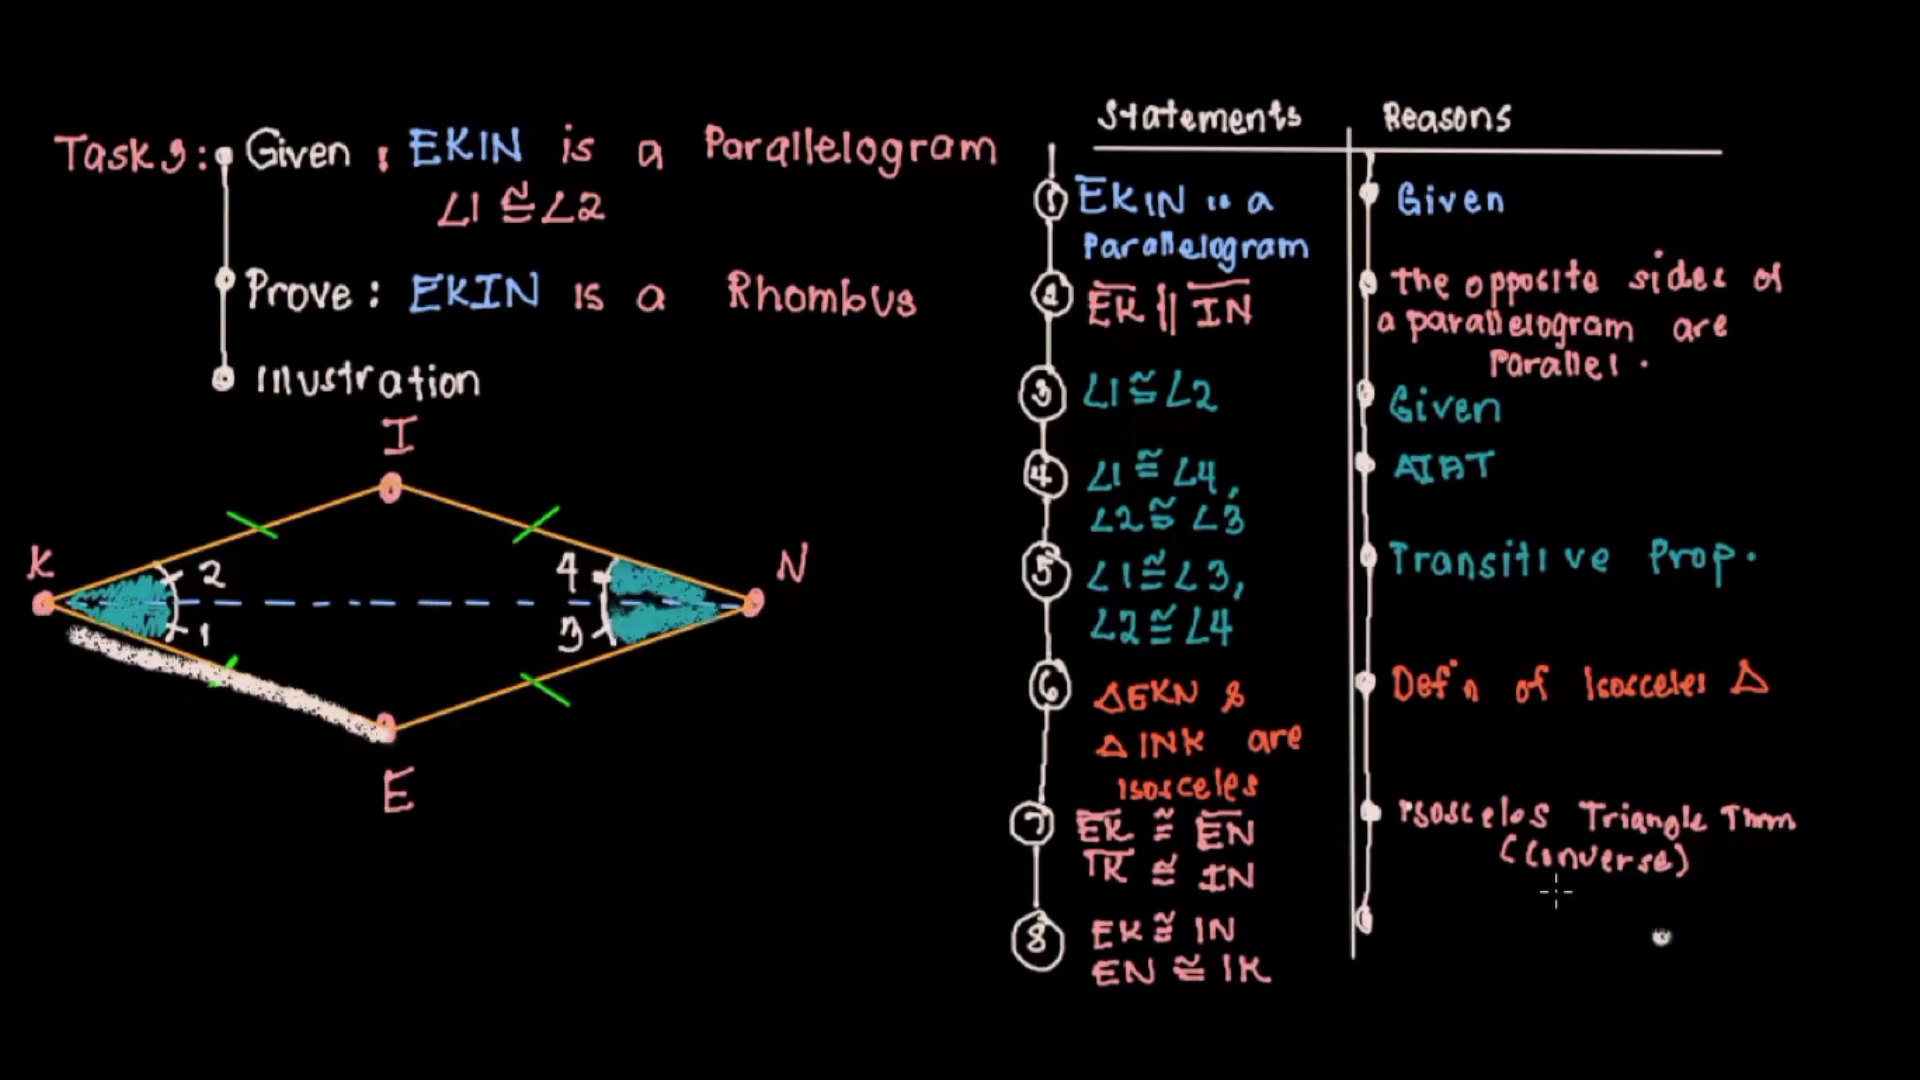 Task 3: Given : EKIN is a Parallelogram
∠1 ≅ ∠2
Prove : EKIN is a Rhombus
Illustration
I
K
2
4
N
1
3
E
Statements Reasons
1 EKIN is a Given
Parallelogram
2 EK || IN The opposite sides of
a parallelogram are
Parallel.
3 ∠1 ≅ ∠2 Given
4 ∠1 ≅ ∠4, AIAT
∠2 ≅ ∠3
5 ∠1 ≅ ∠3, Transitive Prop.
∠2 ≅ ∠4
6 △EKN & Def'n of Isosceles △
△INK are
Isosceles
7 EK ≅ EN Isosceles Triangle Thm
IK ≅ IN (Converse)
8 EK ≅ IN
EN ≅ IK